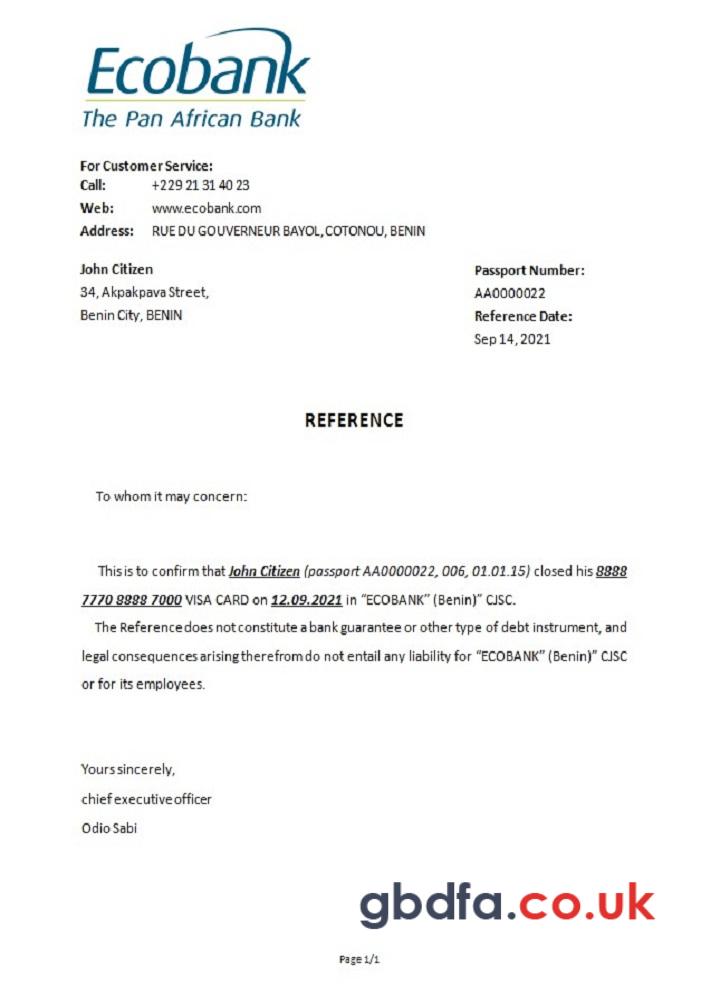 Ecobank
The Pan African Bank
For Customer Service:
Call: +229 21 31 40 23
Web: www.ecobank.com
Address: RUE DU GOUVERNEUR BAYOL, COTONOU, BENIN
John Citizen
34, Akpakpava Street,
Benin City, BENIN
Passport Number:
AA0000022
Reference Date:
Sep 14, 2021
REFERENCE
To whom it may concern:
This is to confirm that John Citizen (passport AA0000022, 006, 01.01.15) closed his 8888
7770 8888 7000 VISA CARD on 12.09.2021 in “ECOBANK” (Benin)” CJSC.
The Reference does not constitute a bank guarantee or other type of debt instrument, and
legal consequences arising therefrom do not entail any liability for “ECOBANK” (Benin)” CJSC
or for its employees.
Yours sincerely,
chief executive officer
Odio Sabi
gbdfa.co.uk
Page 1/1